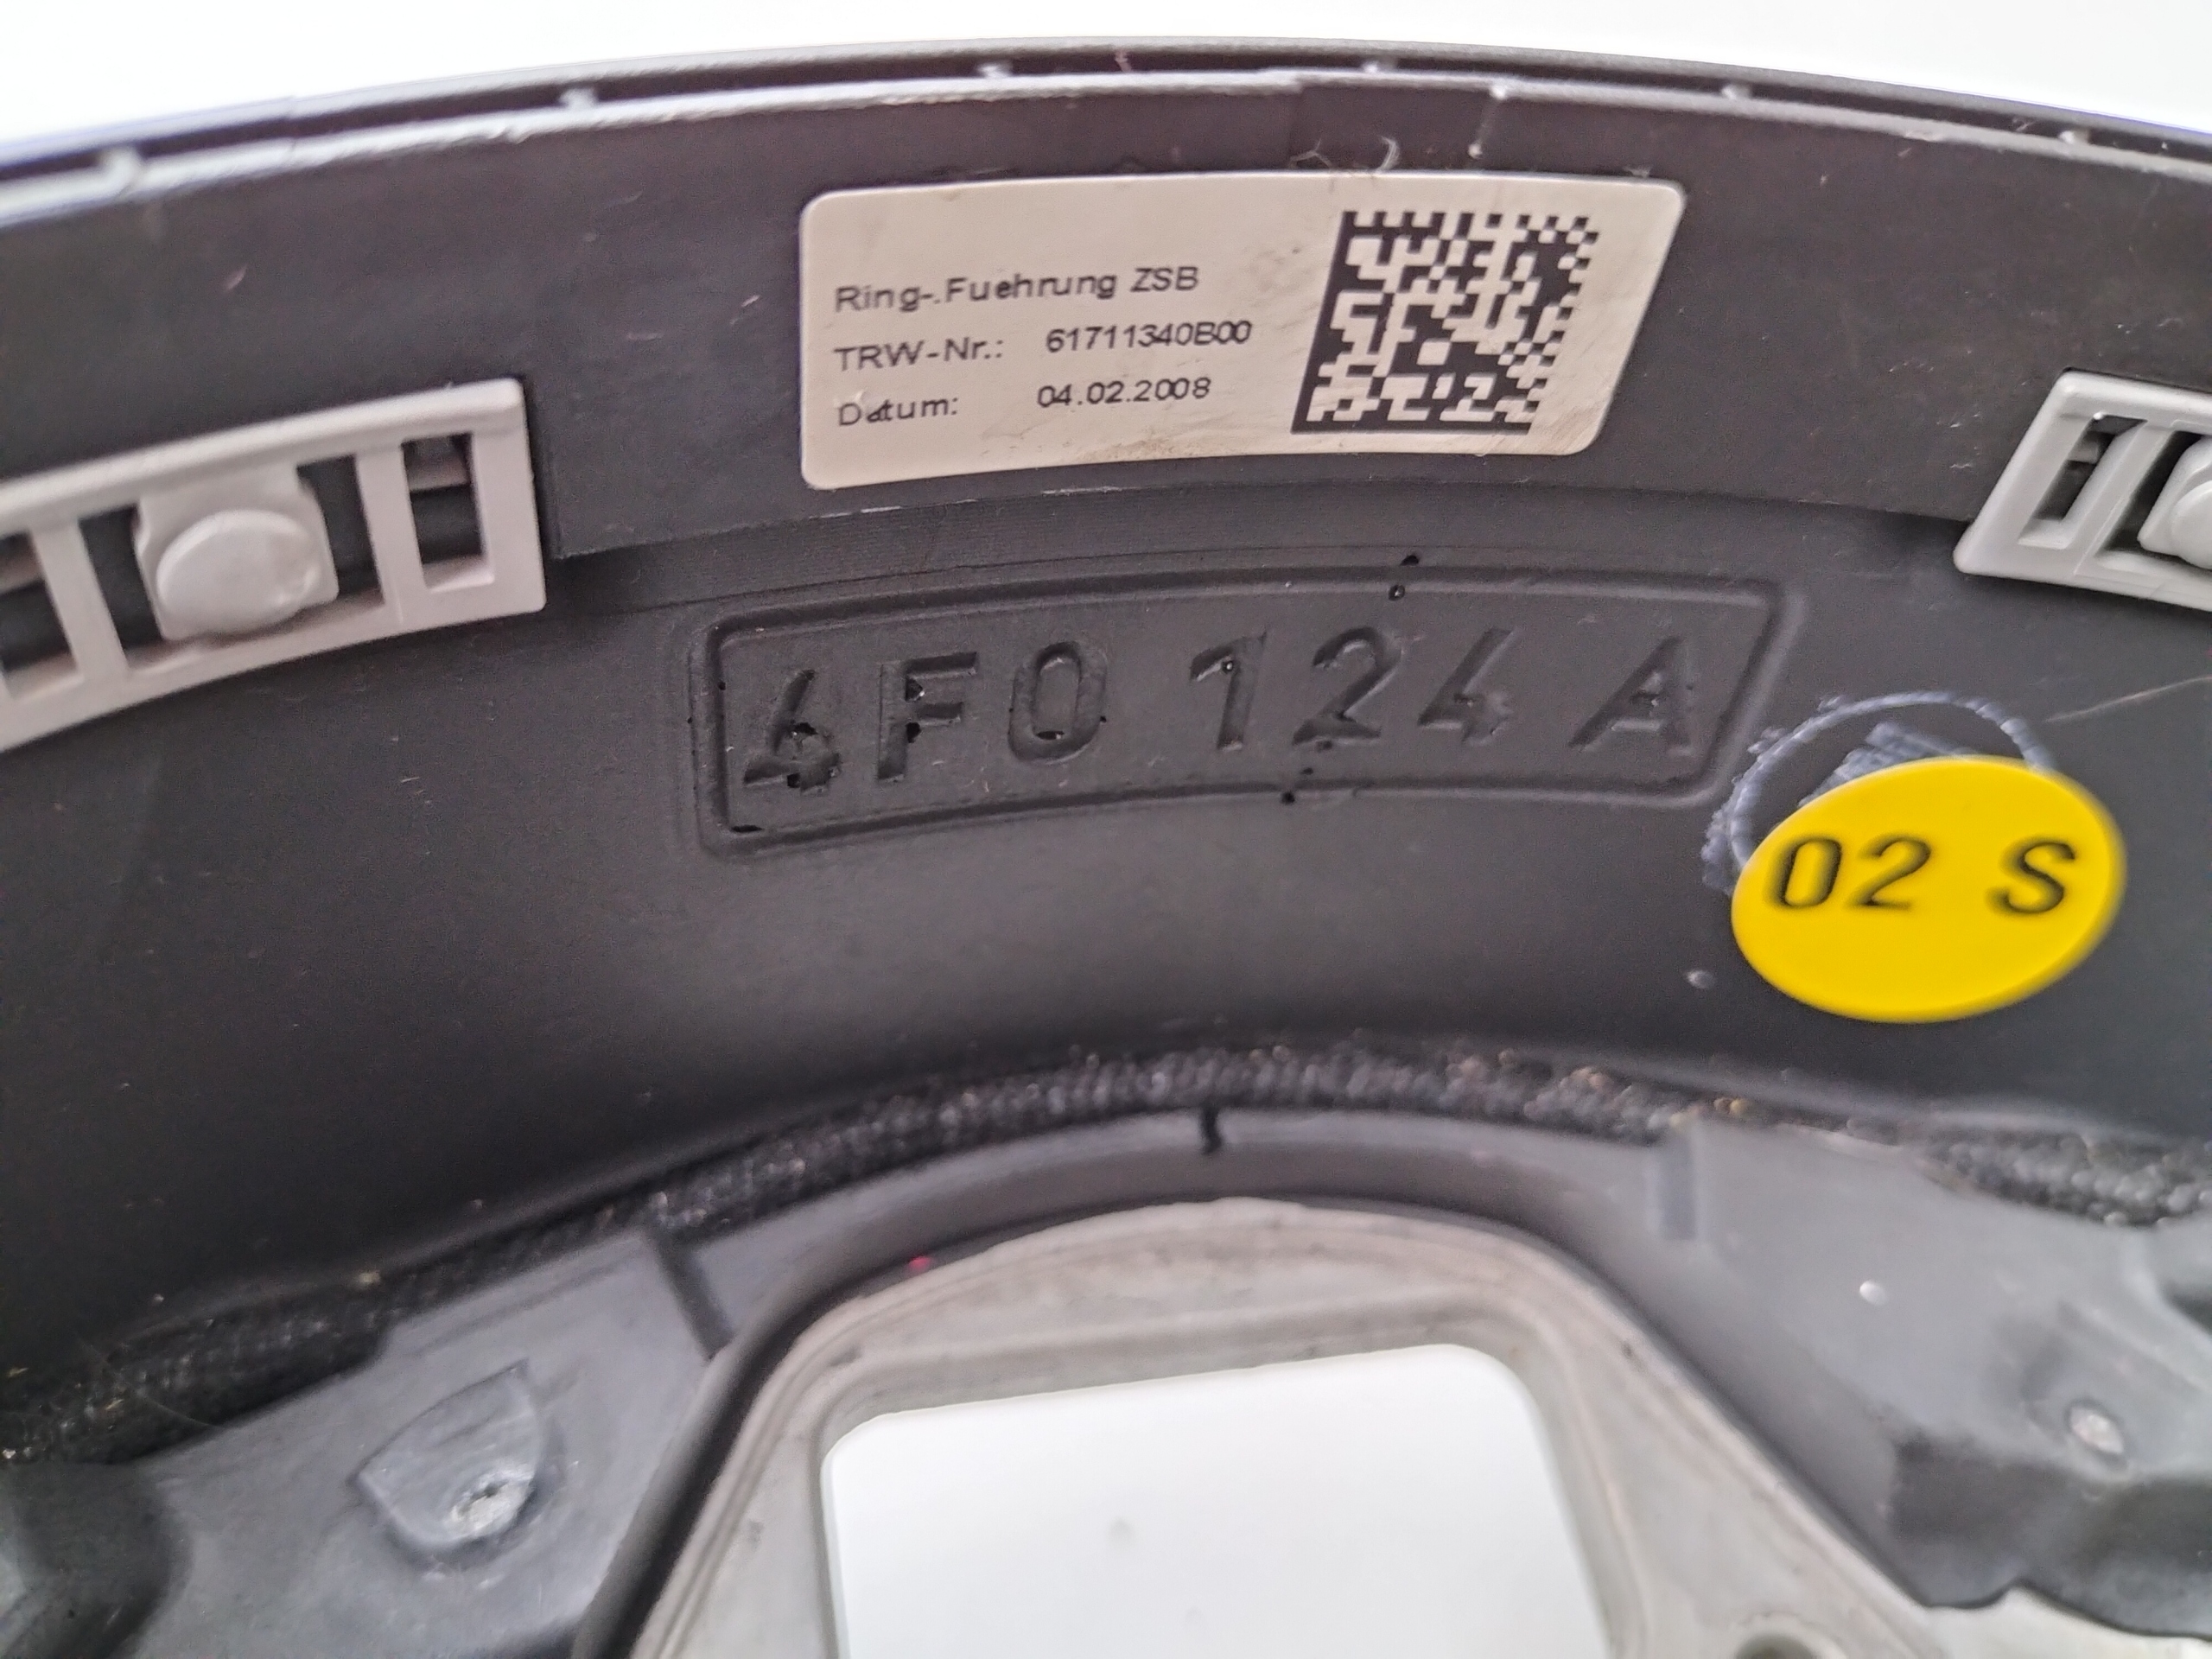 Ring-.Fuehrung ZSB
TRW-Nr.: 61711340B00
Datum: 04.02.2008
4F0 124 A
02 S